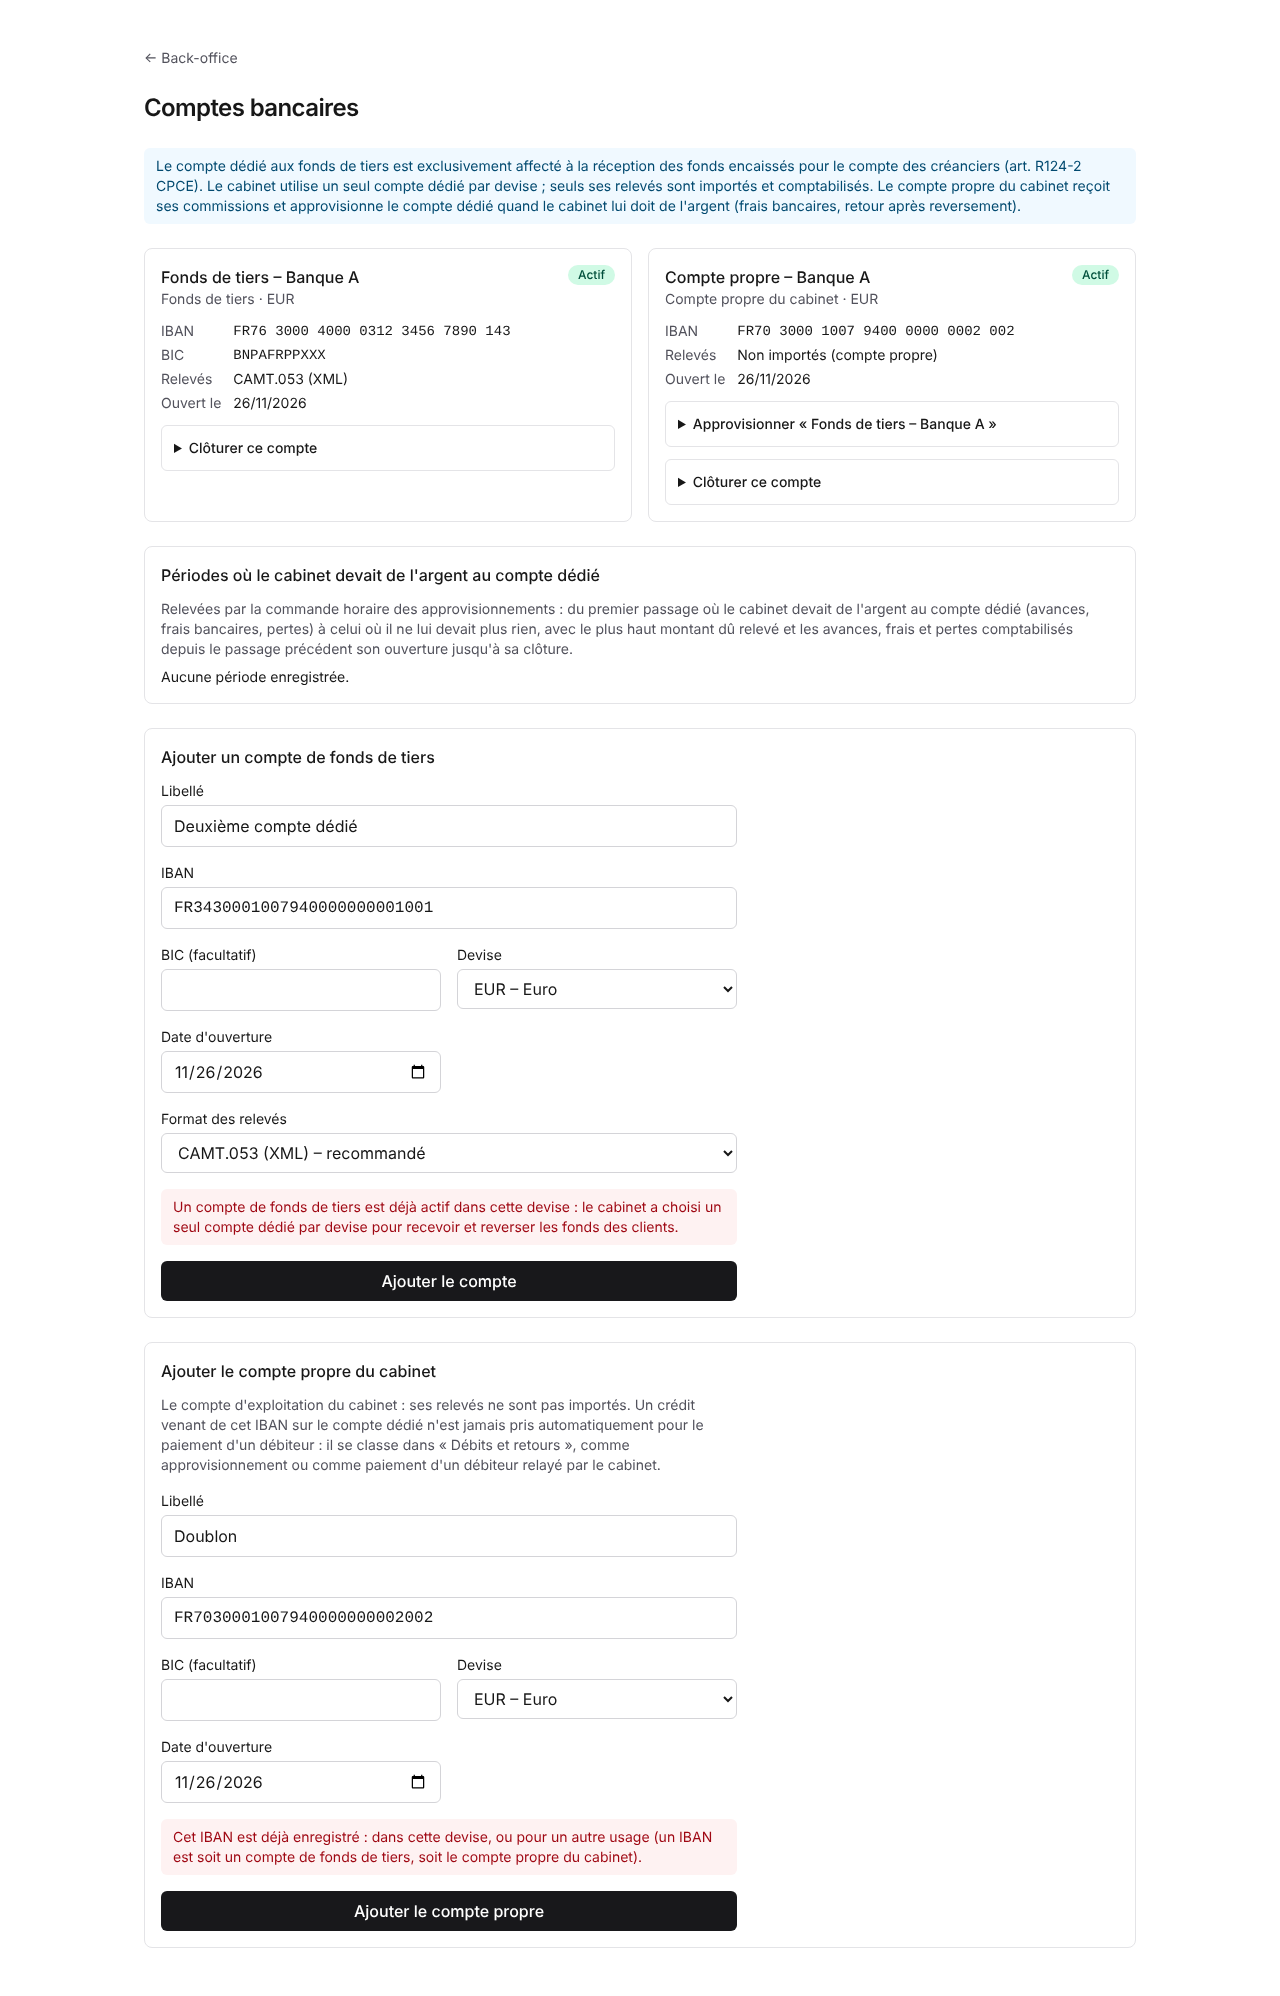 ← Back-office
Comptes bancaires
Le compte dédié aux fonds de tiers est exclusivement affecté à la réception des fonds encaissés pour le compte des créanciers (art. R124-2
CPCE). Le cabinet utilise un seul compte dédié par devise ; seuls ses relevés sont importés et comptabilisés. Le compte propre du cabinet reçoit
ses commissions et approvisionne le compte dédié quand le cabinet lui doit de l'argent (frais bancaires, retour après reversement).
Fonds de tiers – Banque A
Actif
Fonds de tiers · EUR
IBAN FR76 3000 4000 0312 3456 7890 143
BIC BNPAFRPPXXX
Relevés CAMT.053 (XML)
Ouvert le 26/11/2026
▶ Clôturer ce compte
Compte propre – Banque A
Actif
Compte propre du cabinet · EUR
IBAN FR70 3000 1007 9400 0000 0002 002
Relevés Non importés (compte propre)
Ouvert le 26/11/2026
▶ Approvisionner « Fonds de tiers – Banque A »
▶ Clôturer ce compte
Périodes où le cabinet devait de l'argent au compte dédié
Relevées par la commande horaire des approvisionnements : du premier passage où le cabinet devait de l'argent au compte dédié (avances,
frais bancaires, pertes) à celui où il ne lui devait plus rien, avec le plus haut montant dû relevé et les avances, frais et pertes comptabilisés
depuis le passage précédent son ouverture jusqu'à sa clôture.
Aucune période enregistrée.
Ajouter un compte de fonds de tiers
Libellé
Deuxième compte dédié
IBAN
FR3430001007940000000001001
BIC (facultatif)
Devise
EUR – Euro
Date d'ouverture
11/26/2026
Format des relevés
CAMT.053 (XML) – recommandé
Un compte de fonds de tiers est déjà actif dans cette devise : le cabinet a choisi un
seul compte dédié par devise pour recevoir et reverser les fonds des clients.
Ajouter le compte
Ajouter le compte propre du cabinet
Le compte d'exploitation du cabinet : ses relevés ne sont pas importés. Un crédit
venant de cet IBAN sur le compte dédié n'est jamais pris automatiquement pour le
paiement d'un débiteur : il se classe dans « Débits et retours », comme
approvisionnement ou comme paiement d'un débiteur relayé par le cabinet.
Libellé
Doublon
IBAN
FR7030001007940000000002002
BIC (facultatif)
Devise
EUR – Euro
Date d'ouverture
11/26/2026
Cet IBAN est déjà enregistré : dans cette devise, ou pour un autre usage (un IBAN
est soit un compte de fonds de tiers, soit le compte propre du cabinet).
Ajouter le compte propre